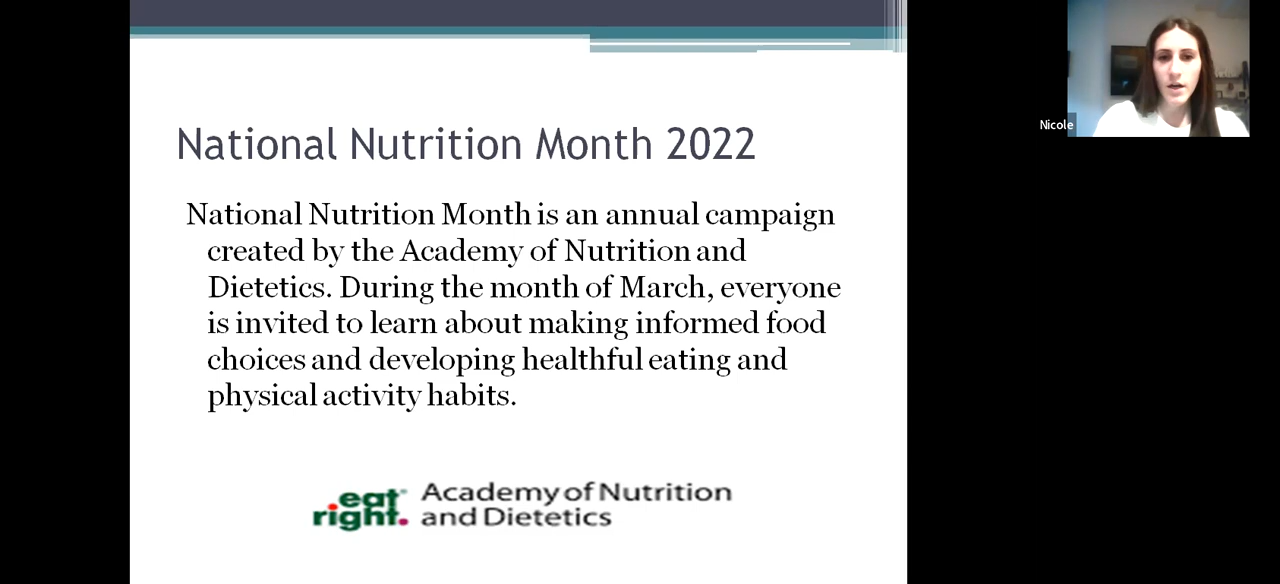 National Nutrition Month 2022
National Nutrition Month is an annual campaign
created by the Academy of Nutrition and
Dietetics. During the month of March, everyone
is invited to learn about making informed food
choices and developing healthful eating and
physical activity habits.
eat
right.
Academy of Nutrition
and Dietetics
Nicole